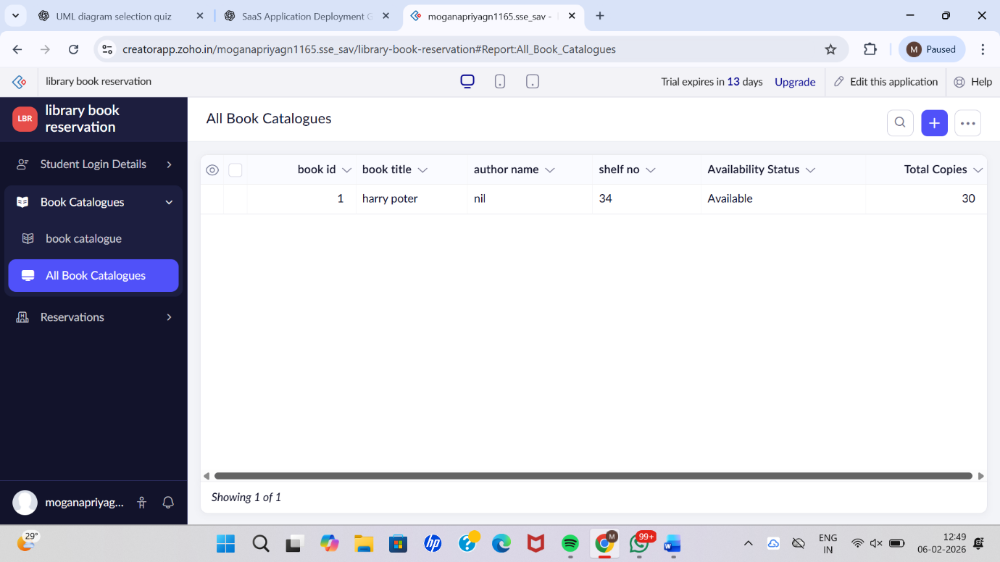 UML diagram selection quiz
SaaS Application Deployment G
moganapriyagn1165.sse_sav -
creatorapp.zoho.in/moganapriyagn1165.sse_sav/library-book-reservation#Report:All_Book_Catalogues
M Paused
library book reservation
Trial expires in 13 days Upgrade
Edit this application
Help
LBR
library book
reservation
Student Login Details
Book Catalogues
book catalogue
All Book Catalogues
Reservations
moganapriyag...
All Book Catalogues
book id book title author name shelf no Availability Status Total Copies
1 harry poter nil 34 Available 30
Showing 1 of 1
29°
hp
M
99+
W
ENG
IN
12:49
06-02-2026